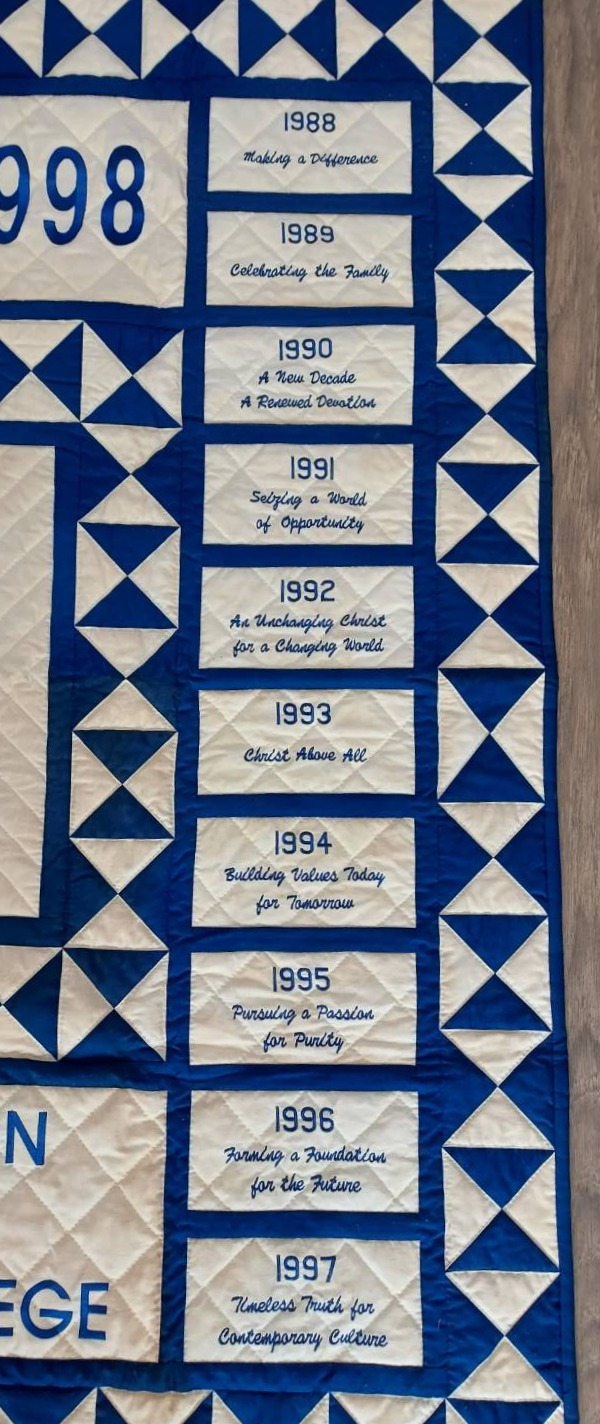 998
1988
Making a Difference
1989
Celebrating the Family
1990
A New Decade
A Renewed Devotion
1991
Seizing a World
of Opportunity
1992
An Unchanging Christ
for a Changing World
1993
Christ Above All
1994
Building Values Today
for Tomorrow
1995
Pursuing a Passion
for Purity
1996
Forming a Foundation
for the Future
1997
Timeless Truth for
Contemporary Culture
N
EGE